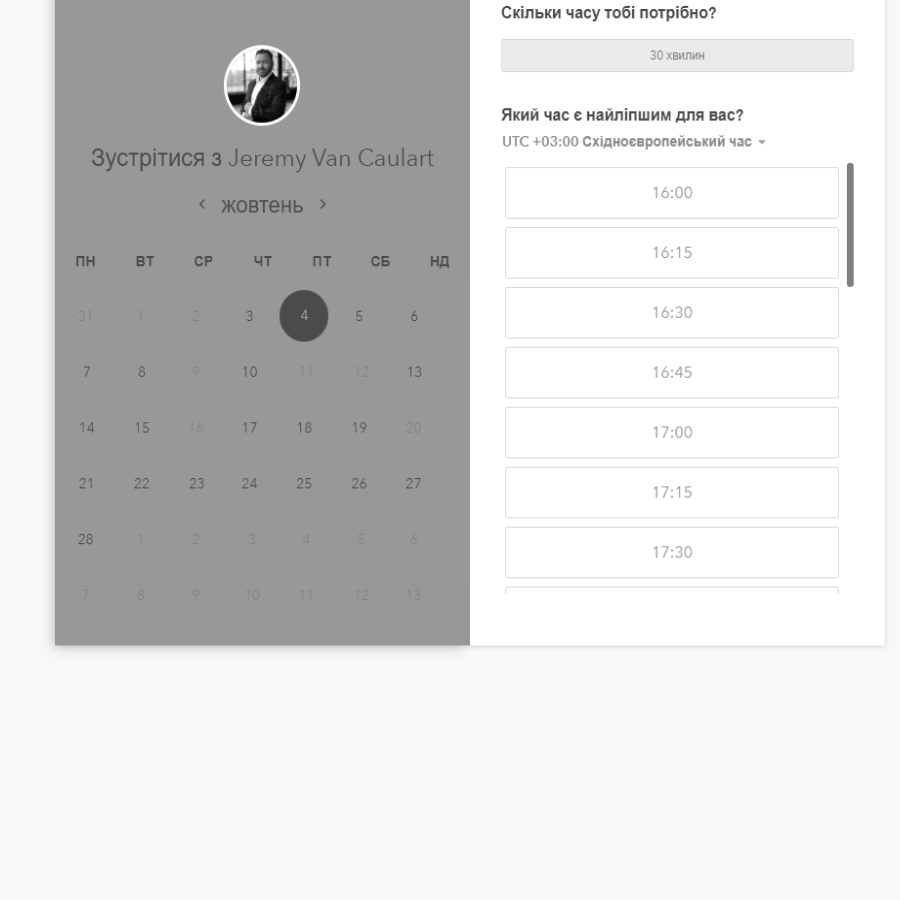 Зустрітися з Jeremy Van Caulart
жовтень
ПН ВТ СР ЧТ ПТ СБ НД
31 1 2 3 4 5 6
7 8 9 10 11 12 13
14 15 16 17 18 19 20
21 22 23 24 25 26 27
28 1 2 3 4 5 6
7 8 9 10 11 12 13
Скільки часу тобі потрібно?
30 хвилин
Який час є найліпшим для вас?
UTC +03:00 Східноєвропейський час
16:00
16:15
16:30
16:45
17:00
17:15
17:30